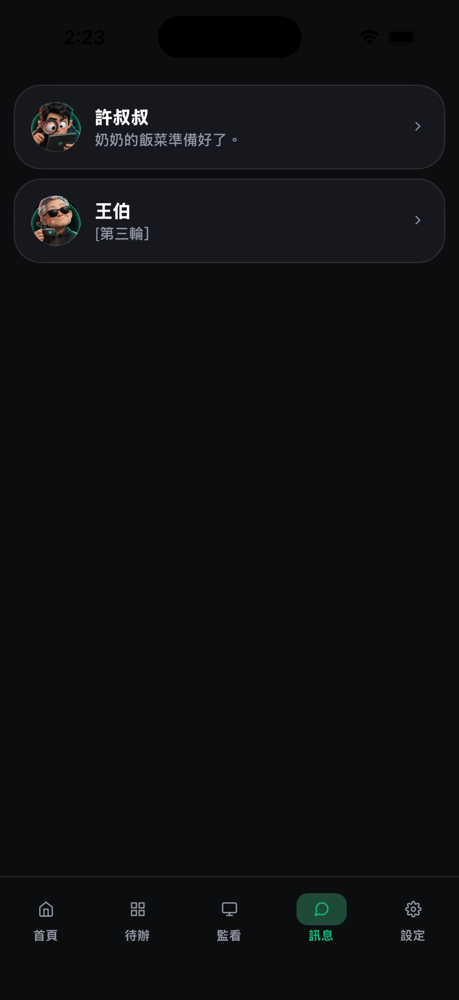 2:23
許叔叔
奶奶的飯菜準備好了。
王伯
[第三輪]
首頁
待辦
監看
訊息
設定